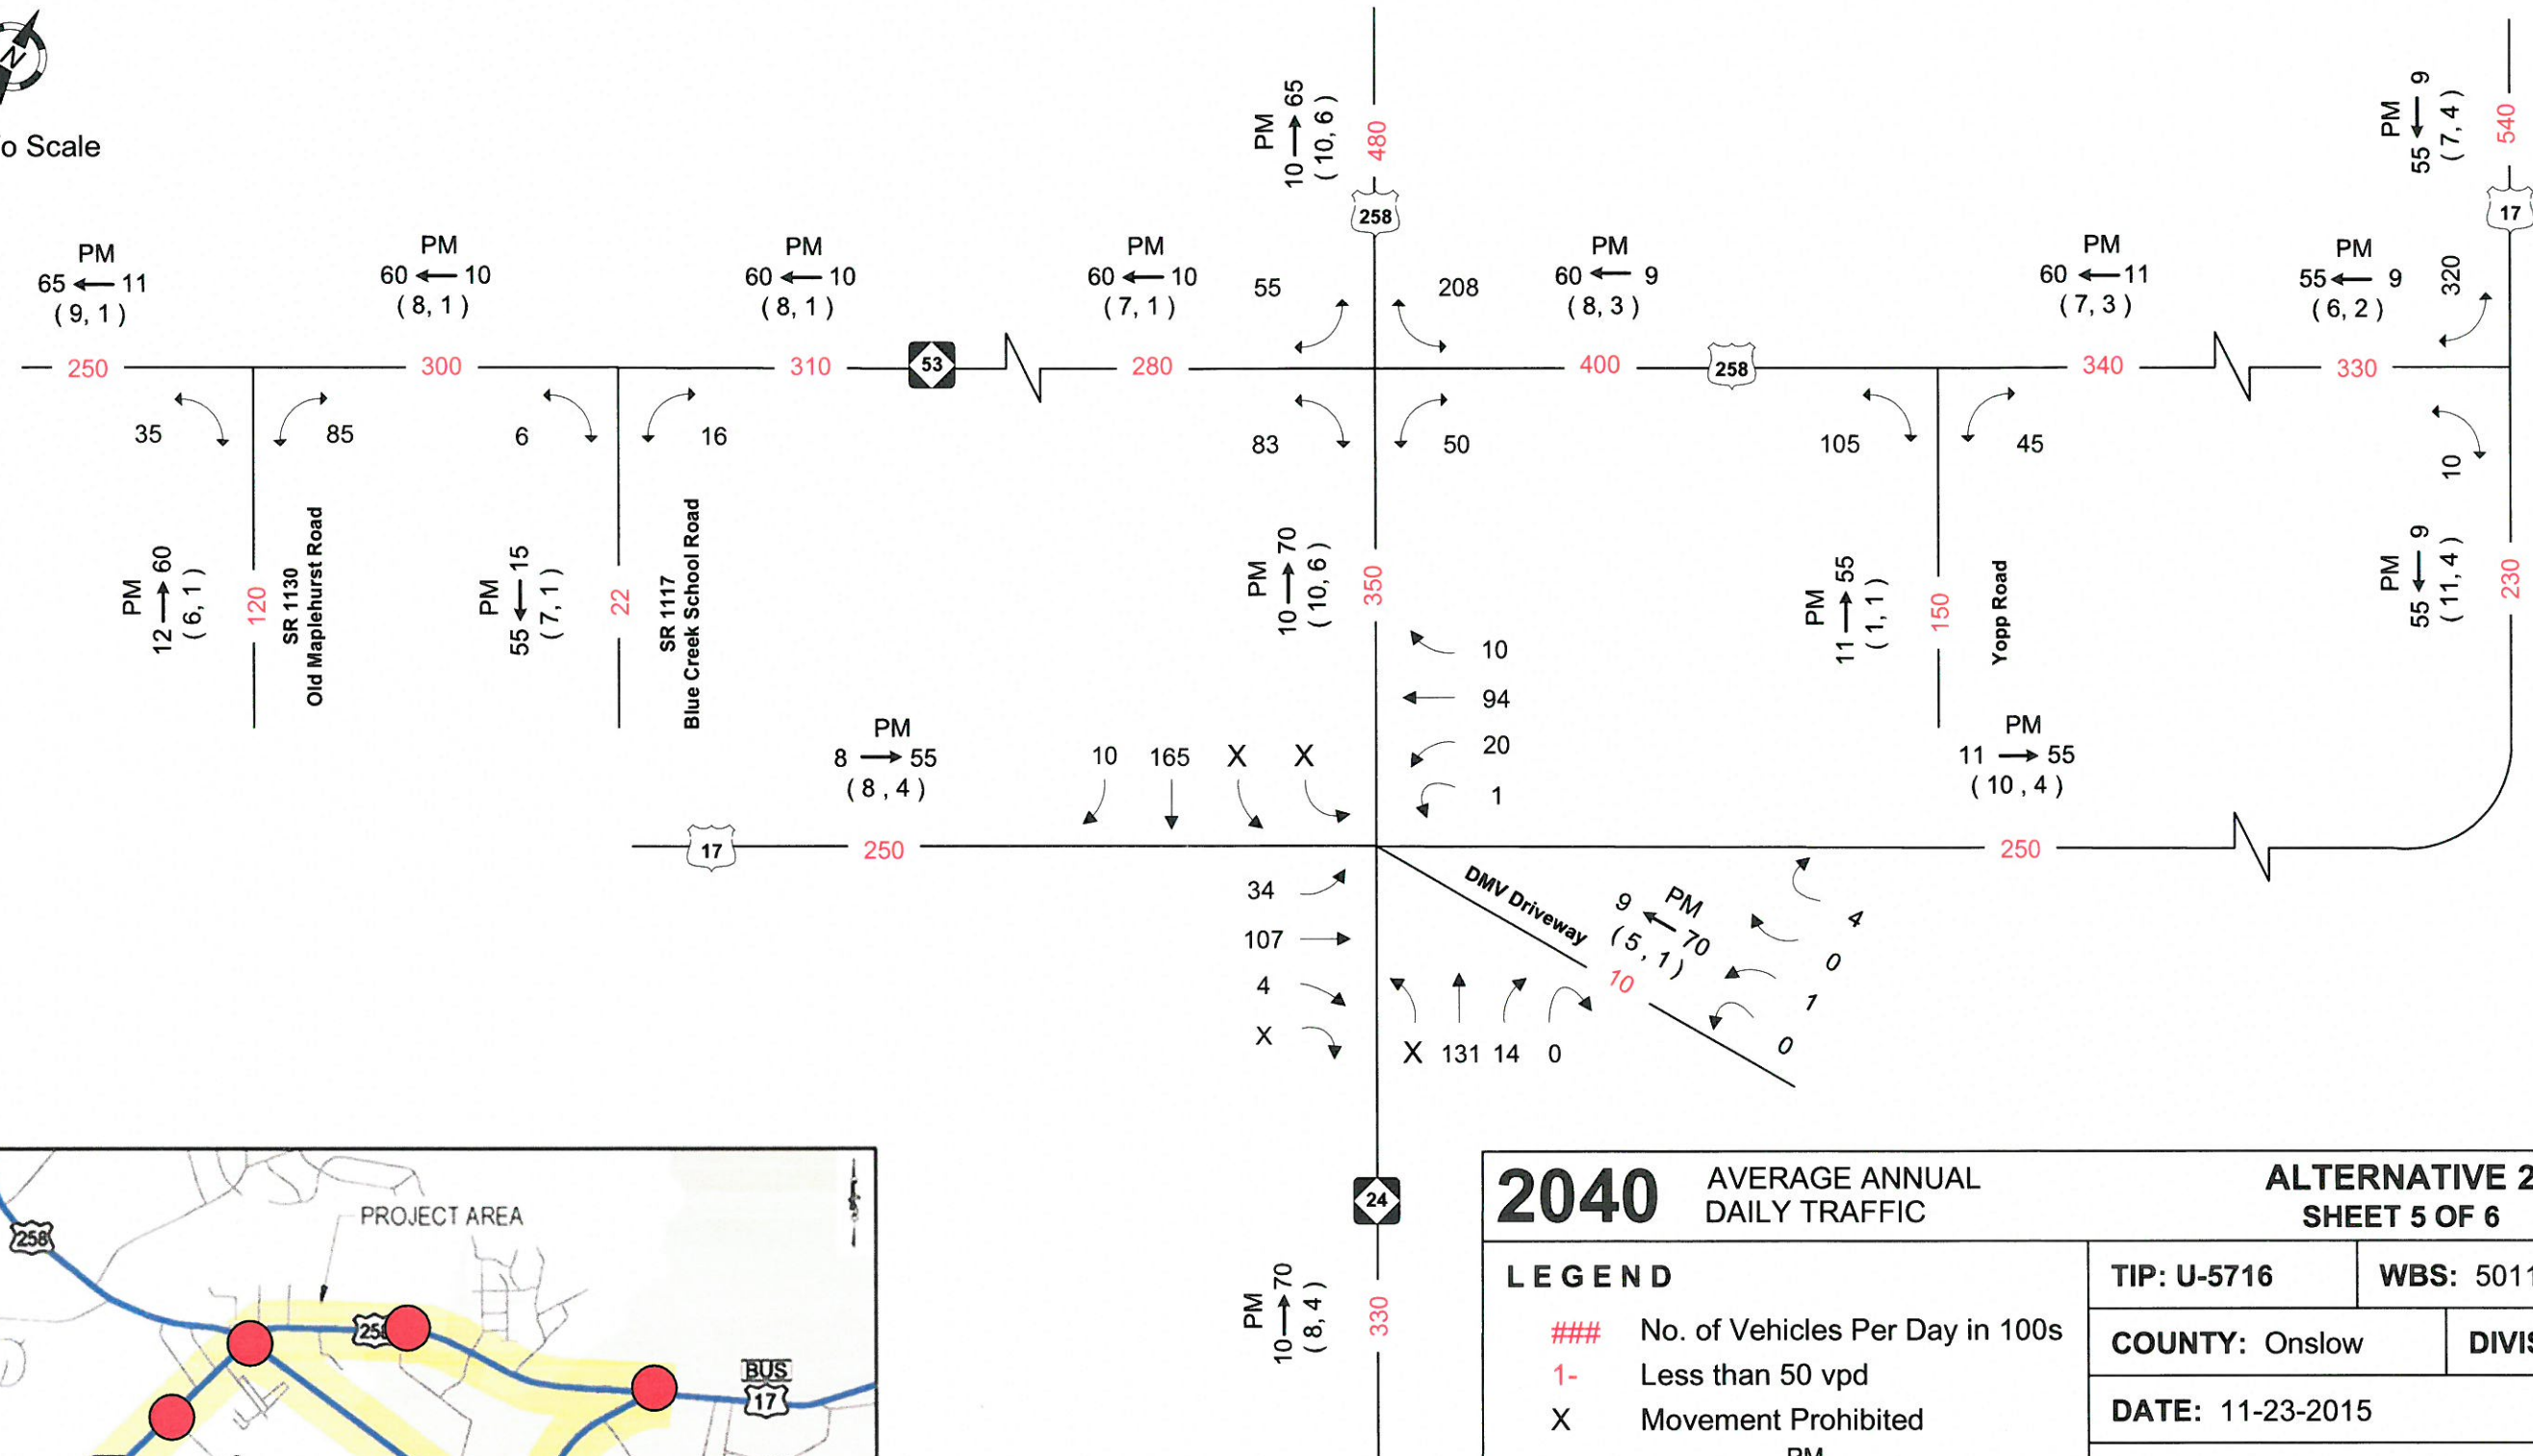 N
o Scale
PM
65 11
( 9, 1 )
250
35
85
PM
12 60
( 6, 1 )
120
SR 1130
Old Maplehurst Road
PM
60 10
( 8, 1 )
300
6
16
PM
55 15
( 7, 1 )
22
SR 1117
Blue Creek School Road
PM
60 10
( 8, 1 )
310
53
PM
60 10
( 7, 1 )
280
PM
10 65
( 10, 6 )
480
258
55
208
83
50
PM
60 9
( 8, 3 )
400
258
PM
60 11
( 7, 3 )
340
105
45
PM
11 55
( 1, 1 )
150
Yopp Road
PM
55 9
( 6, 2 )
330
320
10
PM
55 9
( 7, 4 )
540
17
PM
55 9
( 11, 4 )
230
PM
10 70
( 10, 6 )
350
10
94
20
1
PM
8 55
( 8 , 4 )
17
250
10 165 X X
34
107
4
X
X 131 14 0
PM
11 55
( 10 , 4 )
250
DMV Driveway
PM
9 70
( 5 , 1 )
10
4
0
1
0
24
PM
10 70
( 8, 4 )
330
PROJECT AREA
258
25
BUS
17
2040 AVERAGE ANNUAL
DAILY TRAFFIC
ALTERNATIVE 2
SHEET 5 OF 6
LEGEND
### No. of Vehicles Per Day in 100s
1- Less than 50 vpd
X Movement Prohibited
PM
TIP: U-5716
WBS: 5011
COUNTY: Onslow
DIVIS
DATE: 11-23-2015